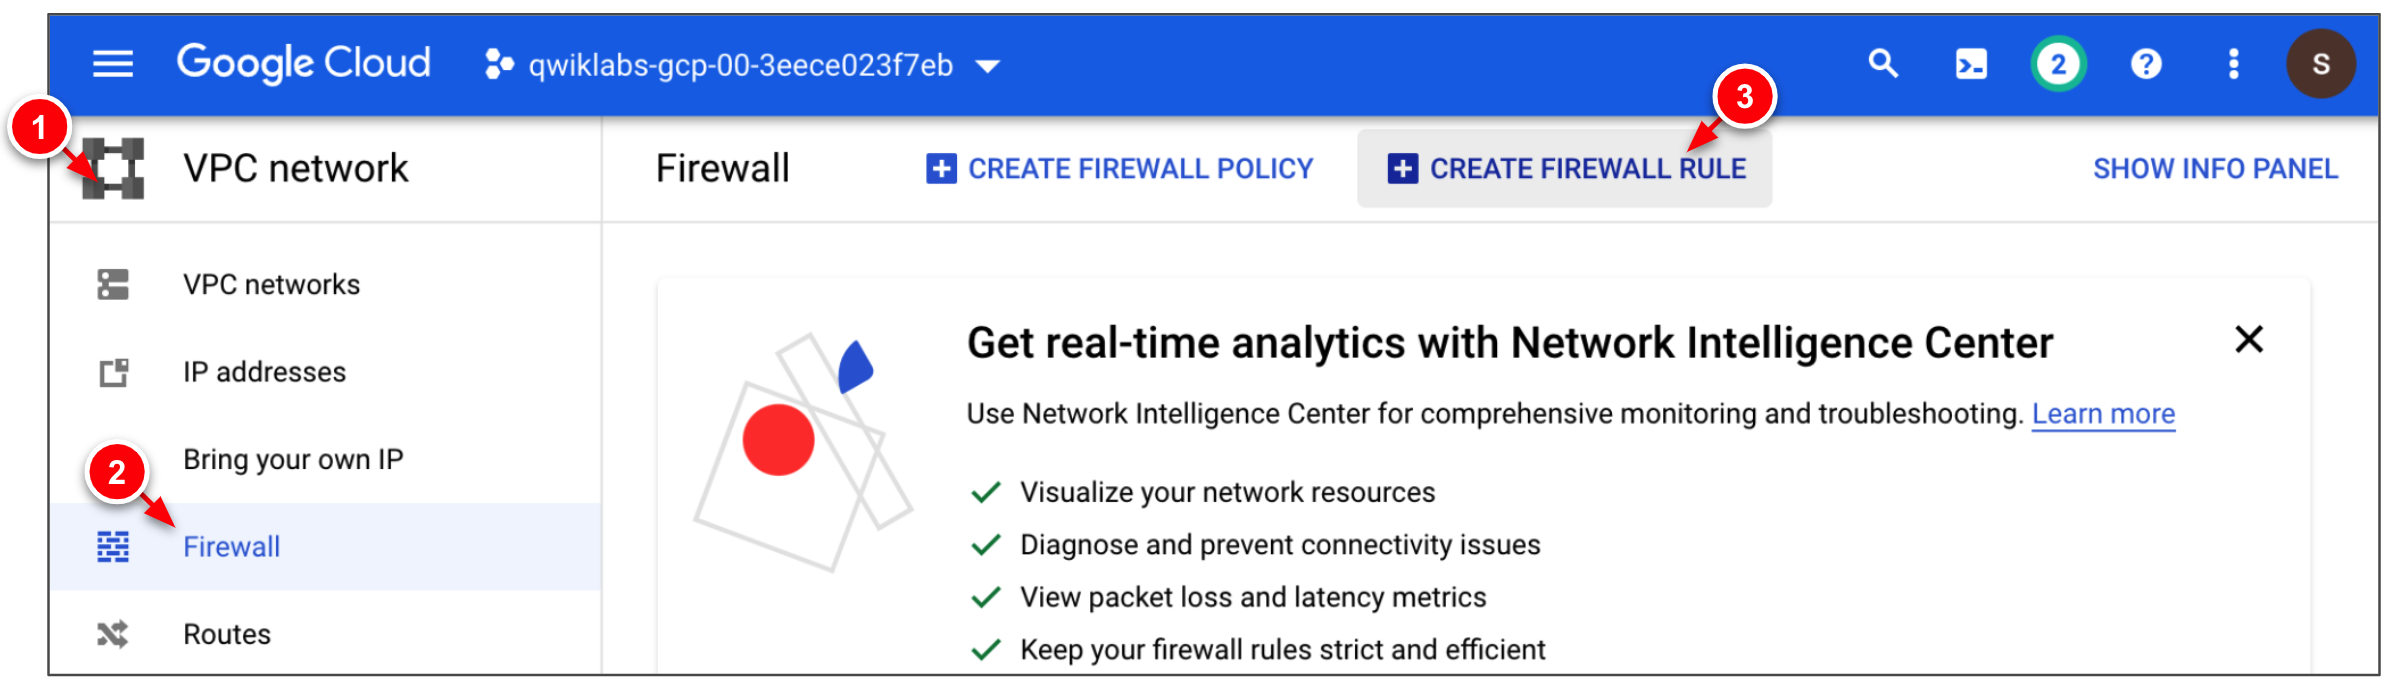 Google Cloud qwiklabs-gcp-00-3eece023f7eb 2 S
1 3
VPC network Firewall CREATE FIREWALL POLICY CREATE FIREWALL RULE SHOW INFO PANEL
VPC networks
IP addresses
Bring your own IP
2
Firewall
Routes
Get real-time analytics with Network Intelligence Center
Use Network Intelligence Center for comprehensive monitoring and troubleshooting. Learn more
Visualize your network resources
Diagnose and prevent connectivity issues
View packet loss and latency metrics
Keep your firewall rules strict and efficient